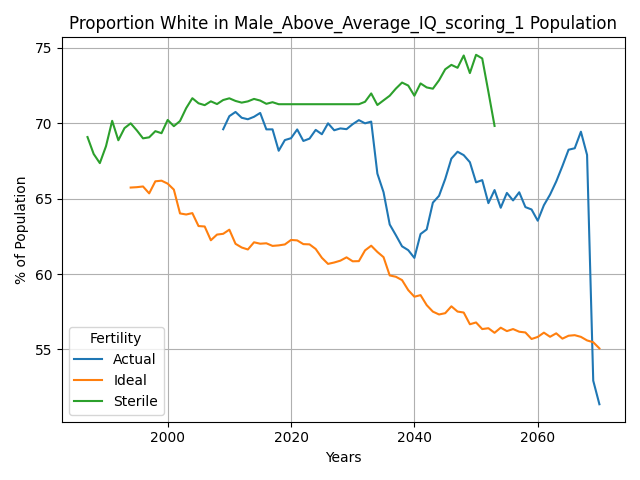 Proportion White in Male_Above_Average_IQ_scoring_1 Population
% of Population
75
70
65
60
55
Fertility
Actual
Ideal
Sterile
2000
2020
2040
2060
Years